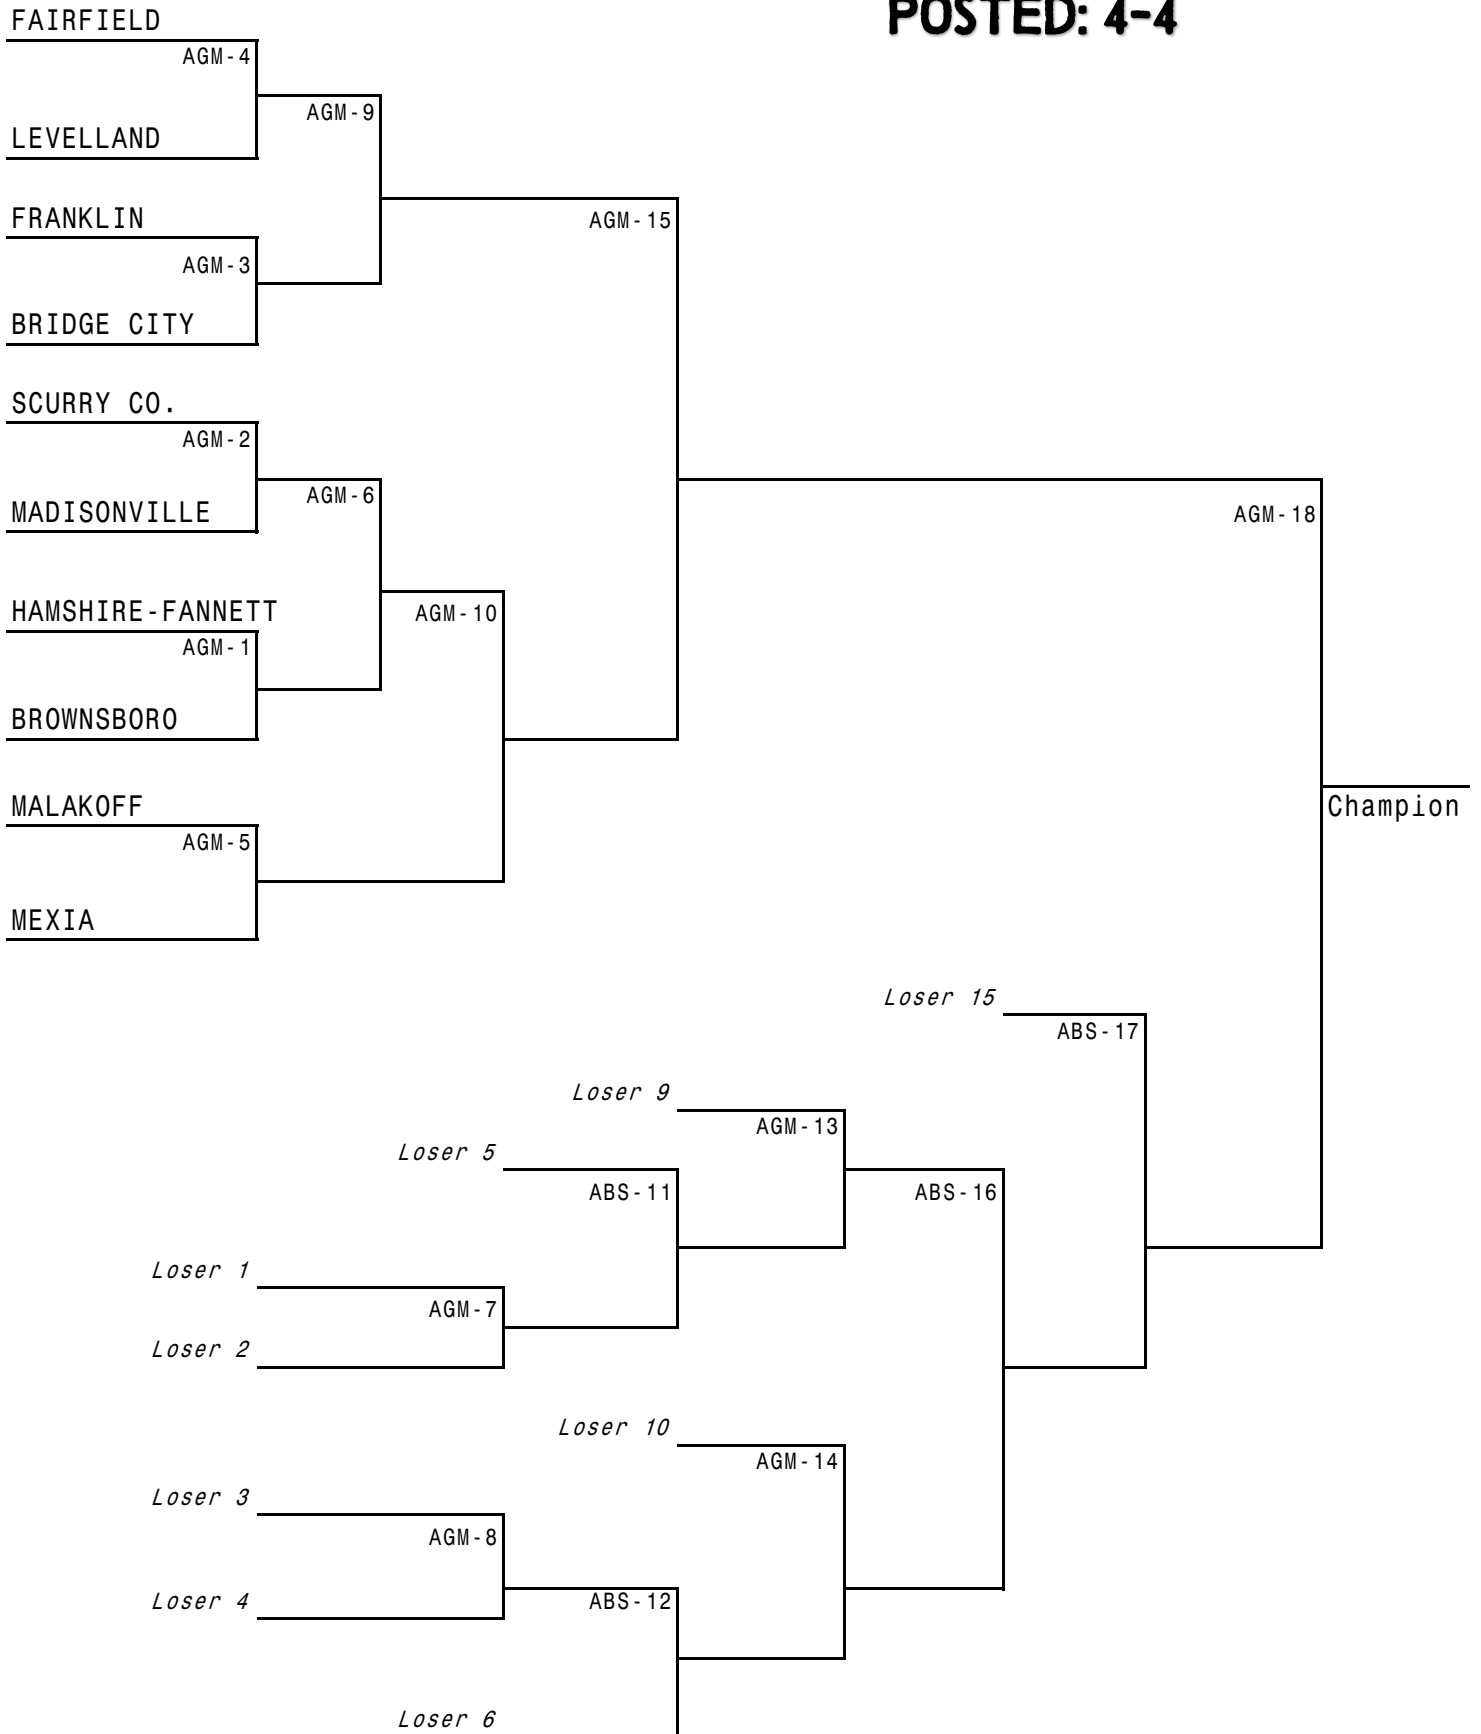 POSTED: 4-4
FAIRFIELD
AGM-4
AGM-9
LEVELLAND
FRANKLIN
AGM-15
AGM-3
BRIDGE CITY
SCURRY CO.
AGM-2
AGM-6
MADISONVILLE
AGM-18
HAMSHIRE-FANNETT
AGM-10
AGM-1
BROWNSBORO
MALAKOFF
Champion
AGM-5
MEXIA
Loser 15
ABS-17
Loser 9
AGM-13
Loser 5
ABS-11
ABS-16
Loser 1
AGM-7
Loser 2
Loser 10
AGM-14
Loser 3
AGM-8
Loser 4
ABS-12
Loser 6